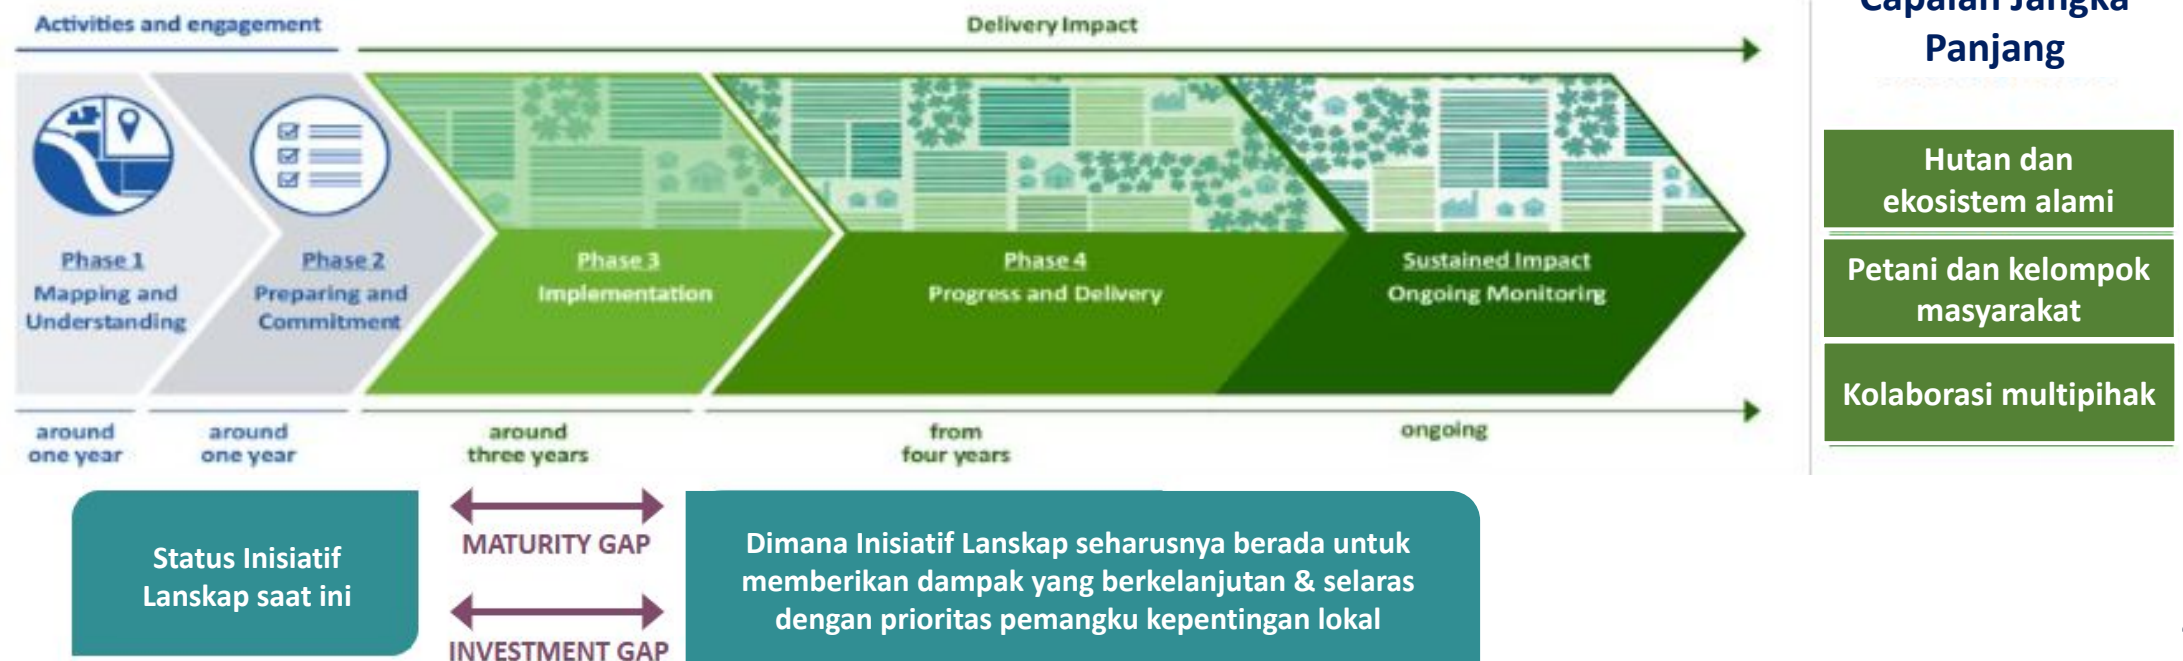 Activities and engagement
Delivery Impact
Capaian Jangka
Panjang
Phase 1
Mapping and
Understanding
Phase 2
Preparing and
Commitment
Phase 3
Implementation
Phase 4
Progress and Delivery
Sustained Impact
Ongoing Monitoring
around
one year
around
one year
around
three years
from
four years
ongoing
Hutan dan
ekosistem alami
Petani dan kelompok
masyarakat
Kolaborasi multipihak
Status Inisiatif
Lanskap saat ini
MATURITY GAP
INVESTMENT GAP
Dimana Inisiatif Lanskap seharusnya berada untuk
memberikan dampak yang berkelanjutan & selaras
dengan prioritas pemangku kepentingan lokal